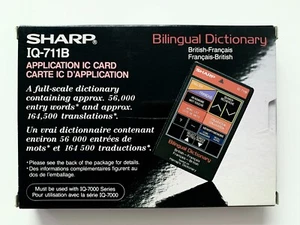 SHARP®
IQ-711B
APPLICATION IC CARD
CARTE IC D'APPLICATION
A full-scale dictionary
containing approx. 56,000
entry words* and approx.
164,500 translations*.
Un vrai dictionnaire contenant
environ 56 000 entrées de
mots* et 164 500 traductions*.
*Please see the back of the package for details.
*Des informations complémentaires figurent au
dos de l'emballage.
Must be used with IQ-7000 Series
Pour utilisation avec la série IQ-7000
Bilingual Dictionary
British-Français
Français-British
SHARP
Bilingual Dictionary